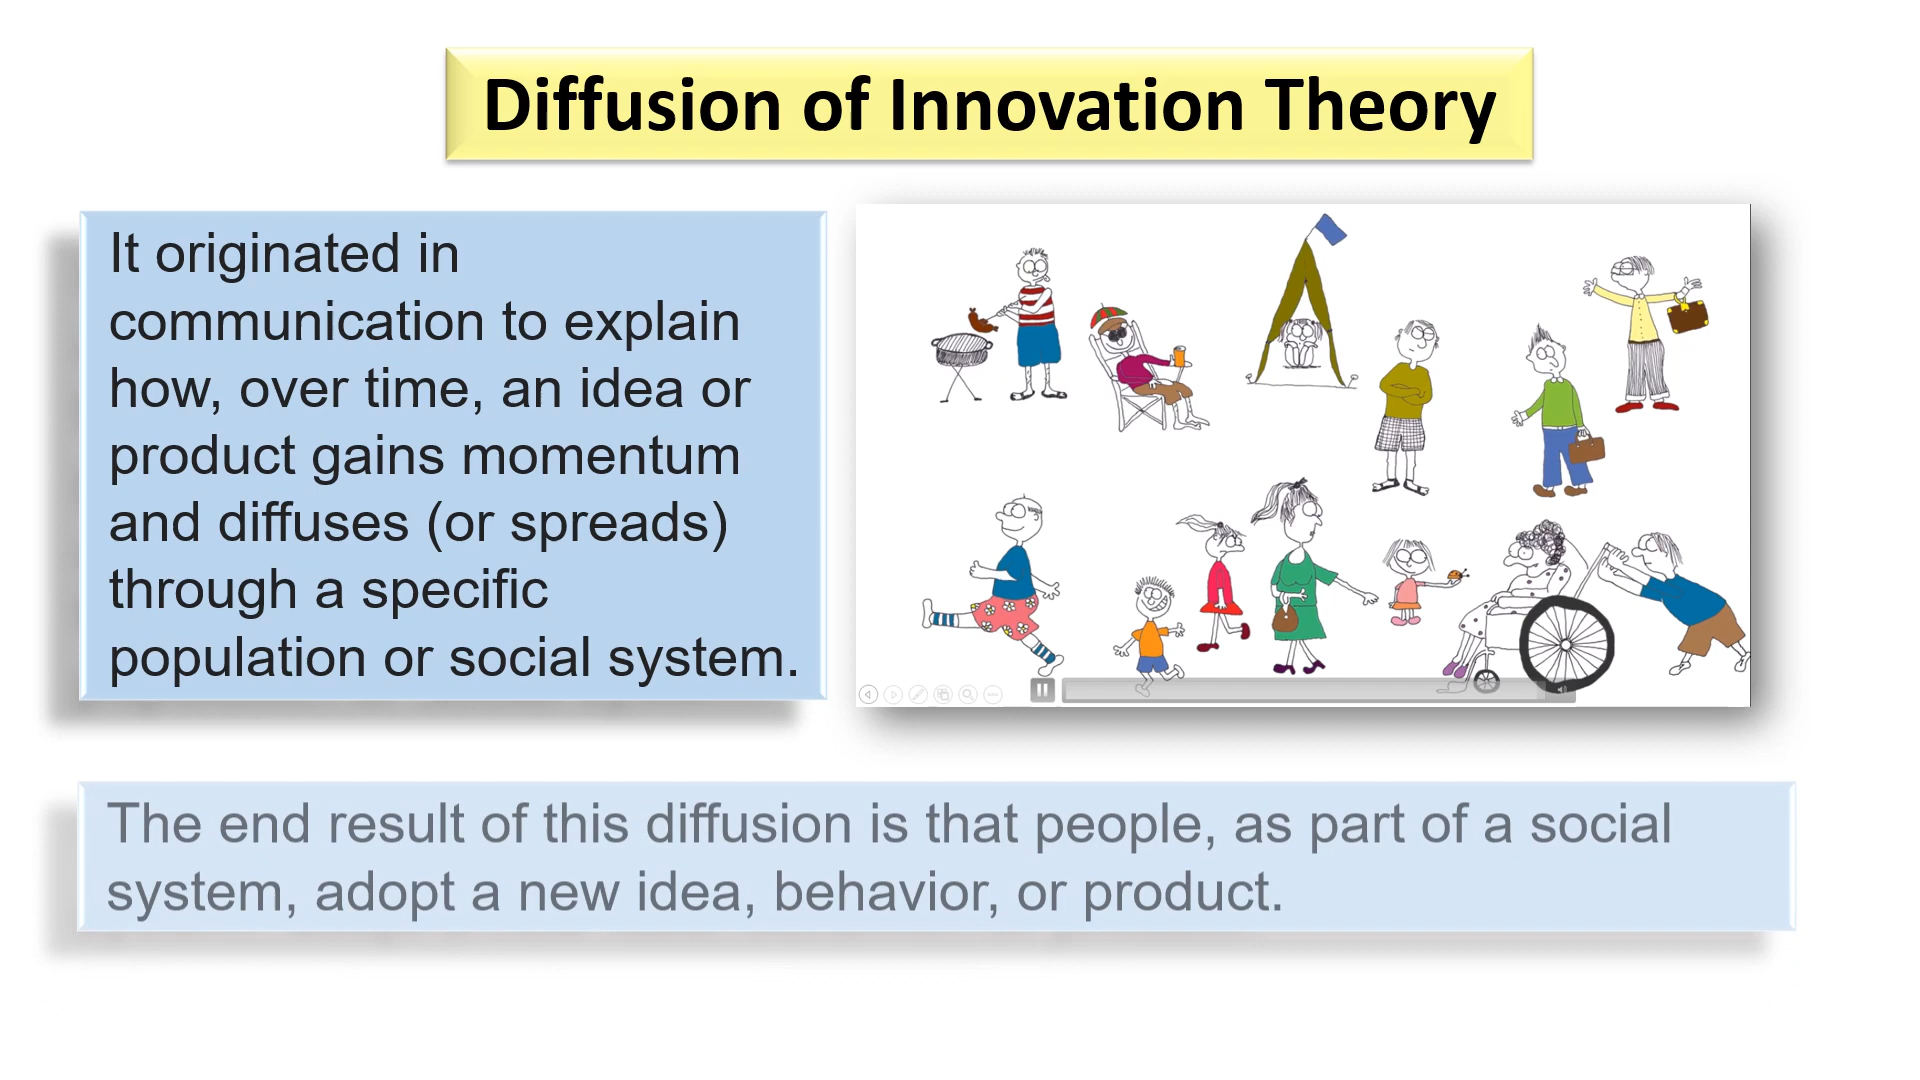 Diffusion of Innovation Theory
It originated in
communication to explain
how, over time, an idea or
product gains momentum
and diffuses (or spreads)
through a specific
population or social system.
The end result of this diffusion is that people, as part of a social
system, adopt a new idea, behavior, or product.